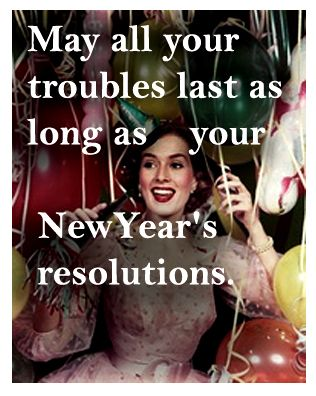 May all your
troubles last as
long as your
NewYear's
resolutions.